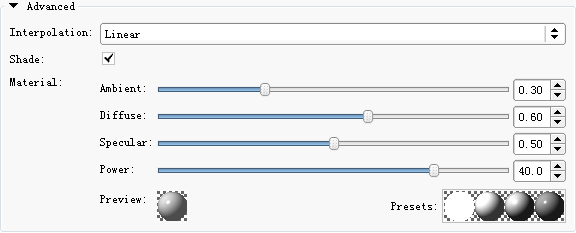 Advanced
Interpolation: Linear
Shade:
Material:
Ambient: 0.30
Diffuse: 0.60
Specular: 0.50
Power: 40.0
Preview: Presets: